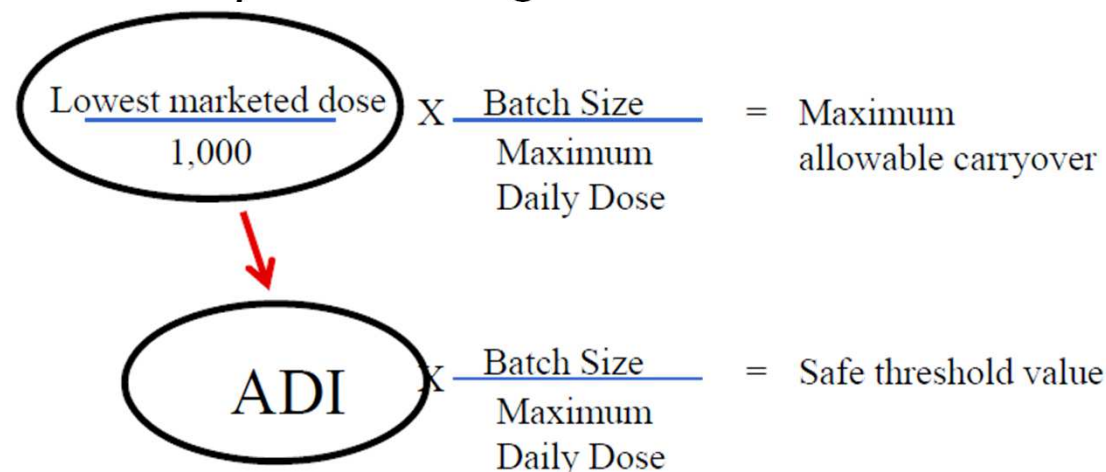 Lowest marketed dose X Batch Size = Maximum
1,000 Maximum allowable carryover
Daily Dose
ADI X Batch Size = Safe threshold value
Maximum
Daily Dose